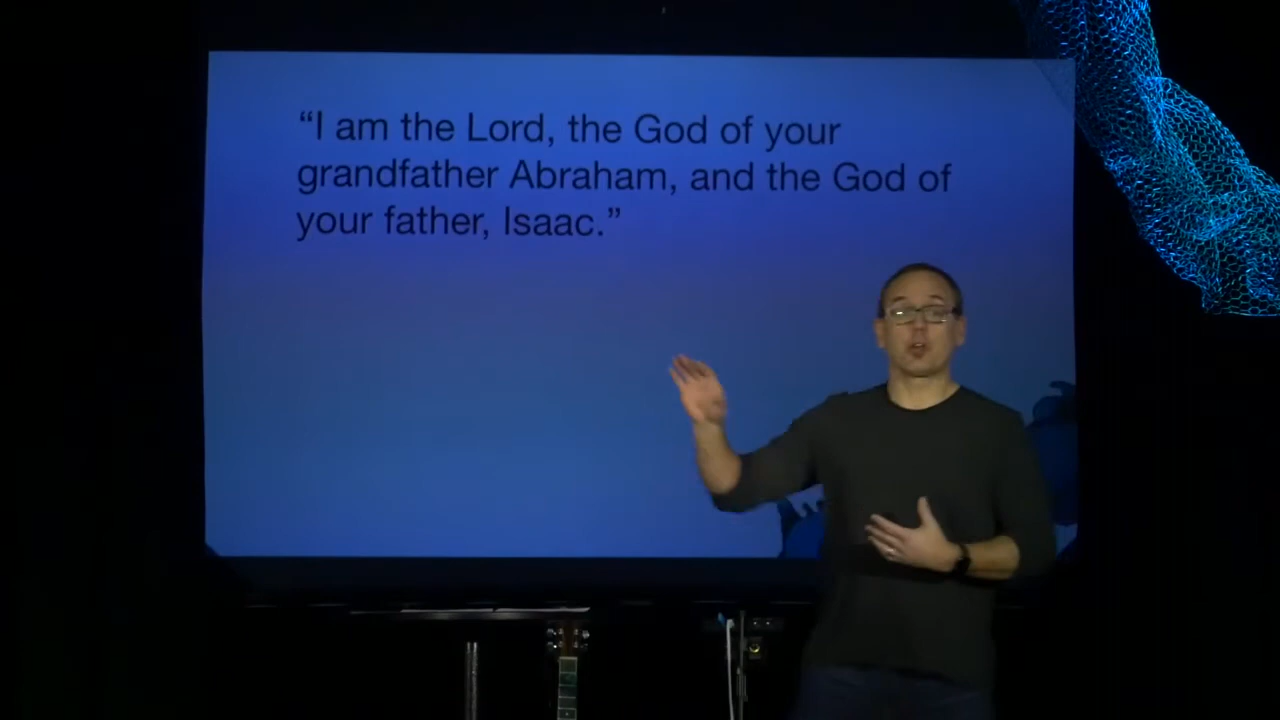 “I am the Lord, the God of your
grandfather Abraham, and the God of
your father, Isaac.”